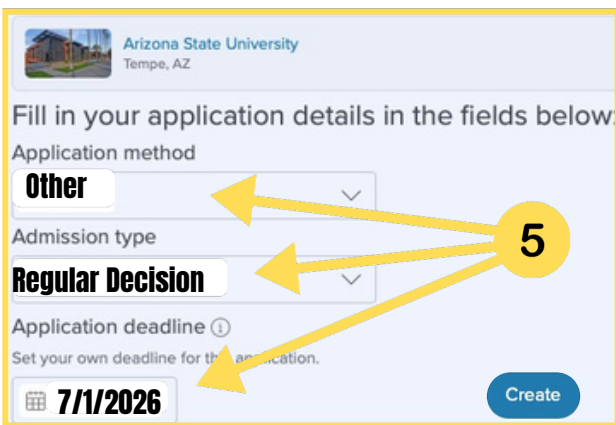 Arizona State University
Tempe, AZ
Fill in your application details in the fields below:
Application method
Other
Admission type
5
Regular Decision
Application deadline ⓘ
Set your own deadline for this application.
7/1/2026
Create